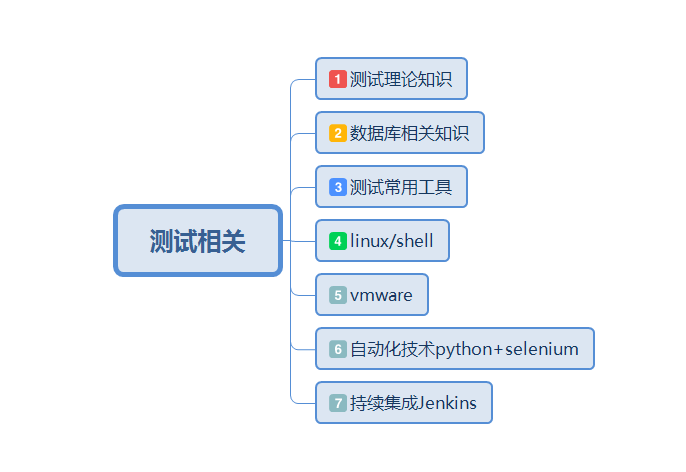 测试相关
1 测试理论知识
2 数据库相关知识
3 测试常用工具
4 linux/shell
5 vmware
6 自动化技术python+selenium
7 持续集成Jenkins